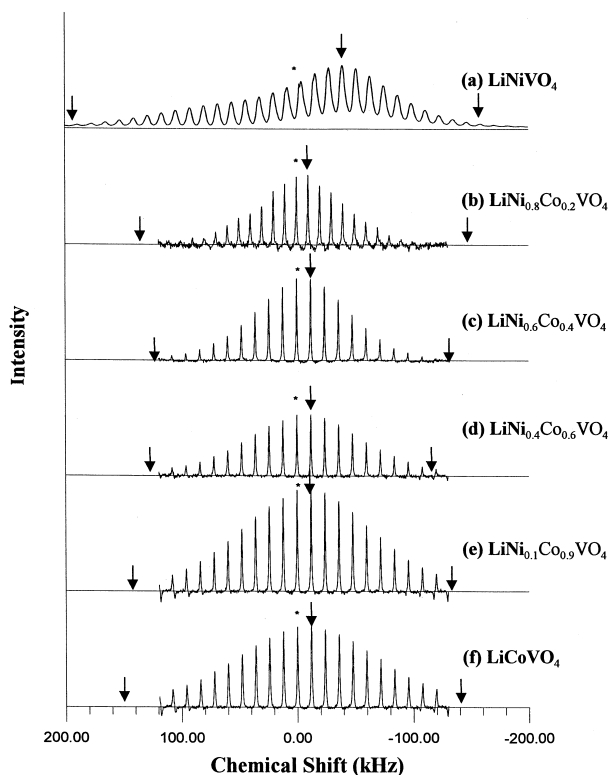 *
(a) LiNiVO₄
*
(b) LiNi₀.₈Co₀.₂VO₄
*
(c) LiNi₀.₆Co₀.₄VO₄
*
(d) LiNi₀.₄Co₀.₆VO₄
*
(e) LiNi₀.₁Co₀.₉VO₄
*
(f) LiCoVO₄
Intensity
200.00 100.00 0.00 -100.00 -200.00
Chemical Shift (kHz)